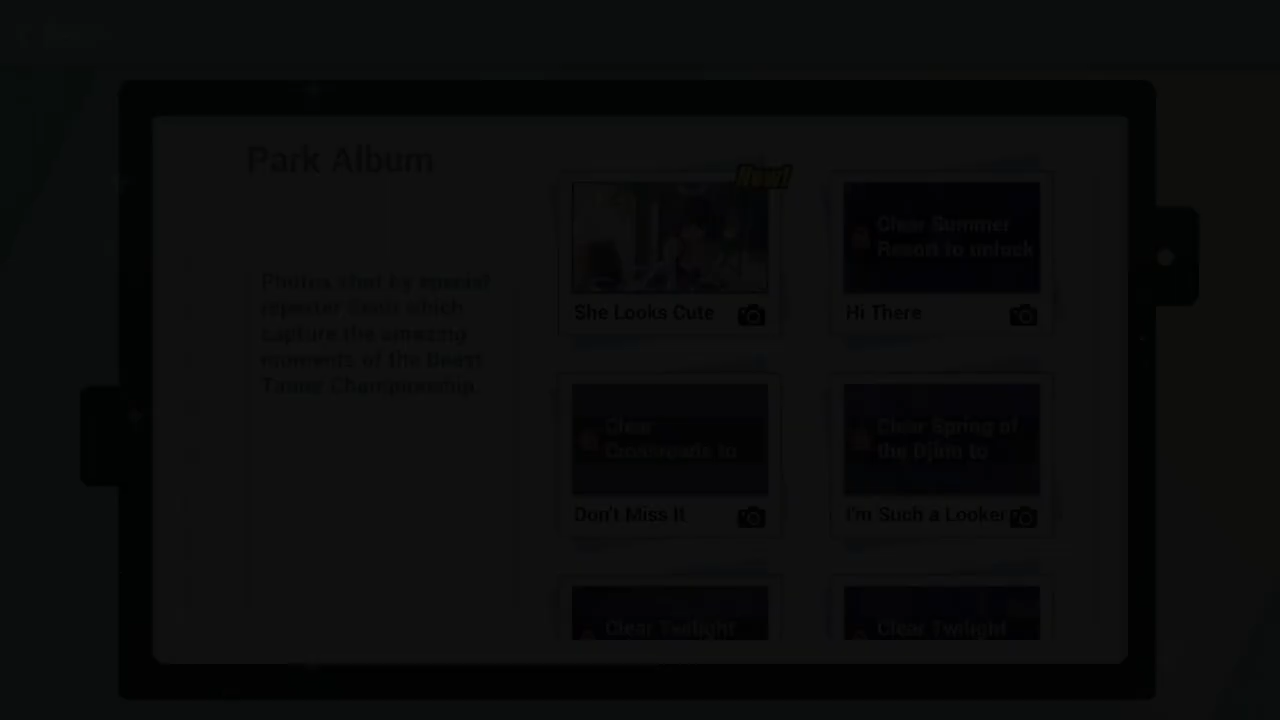 Park Album
New!
Photos shot by special
reporter Snoti which
capture the amazing
moments of the Beast
Tamer Championship.
She Looks Cute
Clear Summer
Resort to unlock
Hi There
Clear
Crossroads to
Don't Miss It
Clear Spring of
the Djinn to
I'm Such a Looker
Clear Twilight
Clear Twilight